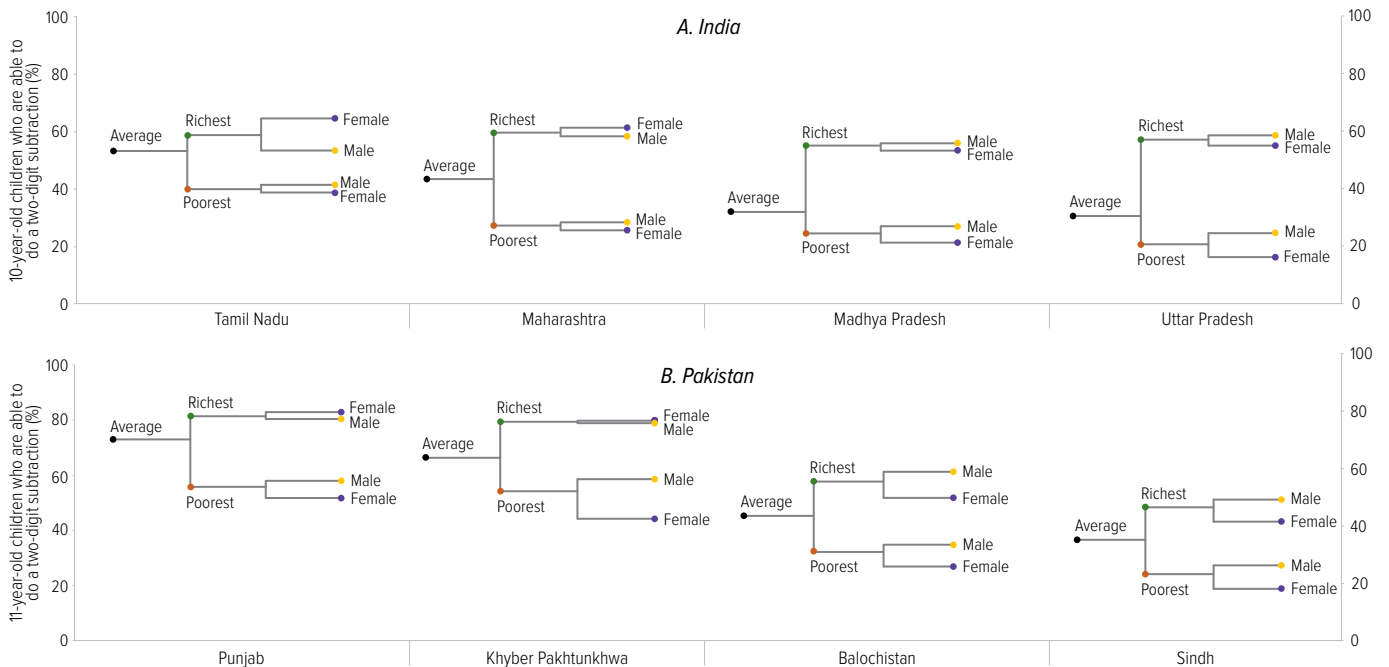 A. India
10-year-old children who are able to
do a two-digit subtraction (%)
100
80
60
40
20
0
Average
Richest
Female
Male
Poorest
Male
Female
Average
Richest
Female
Male
Poorest
Male
Female
Average
Richest
Male
Female
Poorest
Male
Female
Average
Richest
Male
Female
Poorest
Male
Female
100
80
60
40
20
0
Tamil Nadu
Maharashtra
Madhya Pradesh
Uttar Pradesh
B. Pakistan
11-year-old children who are able to
do a two-digit subtraction (%)
100
80
60
40
20
0
Average
Richest
Female
Male
Poorest
Male
Female
Average
Richest
Female
Male
Poorest
Male
Female
Average
Richest
Male
Female
Poorest
Male
Female
Average
Richest
Male
Female
Poorest
Male
Female
100
80
60
40
20
0
Punjab
Khyber Pakhtunkhwa
Balochistan
Sindh